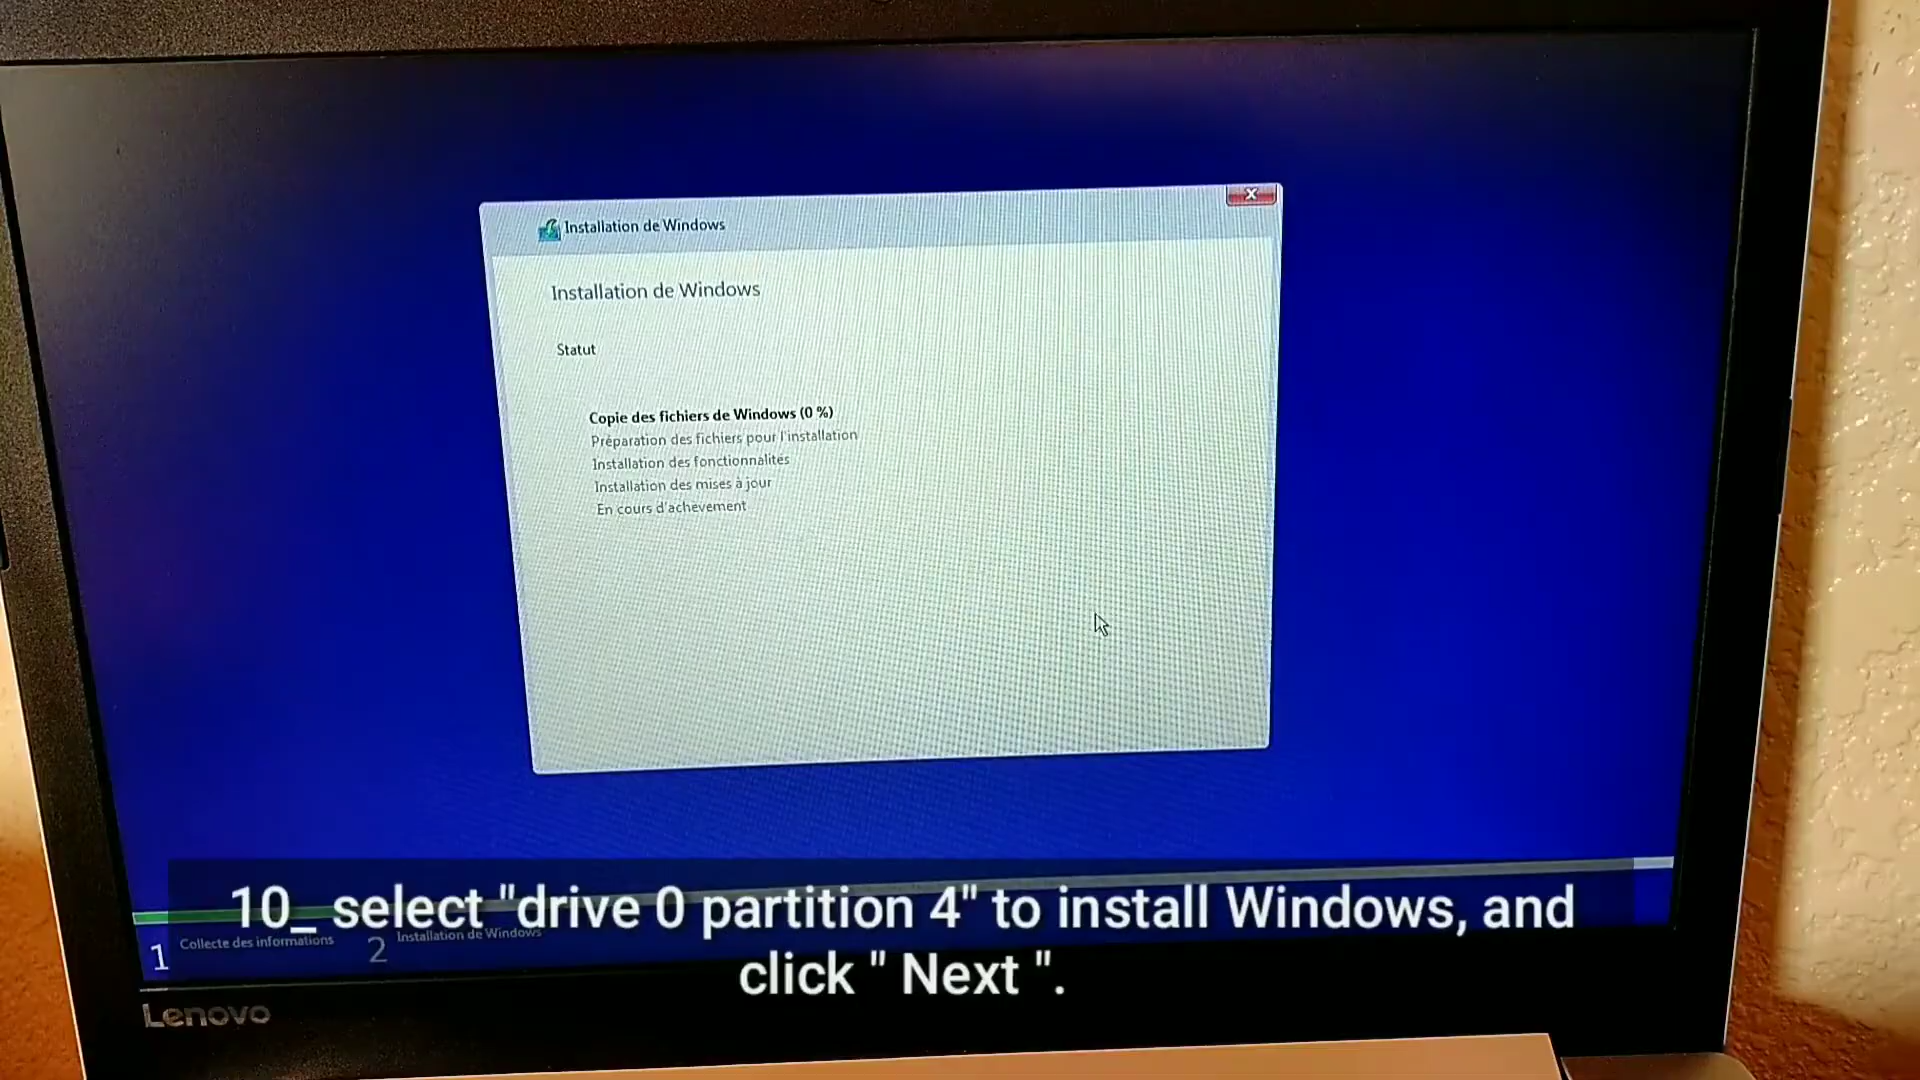 Installation de Windows
Installation de Windows
Statut
Copie des fichiers de Windows (0 %)
Préparation des fichiers pour l'installation
Installation des fonctionnalités
Installation des mises à jour
En cours d'achèvement
10_ select "drive 0 partition 4" to install Windows, and
click " Next ".
1 Collecte des informations 2 Installation de Windows
Lenovo